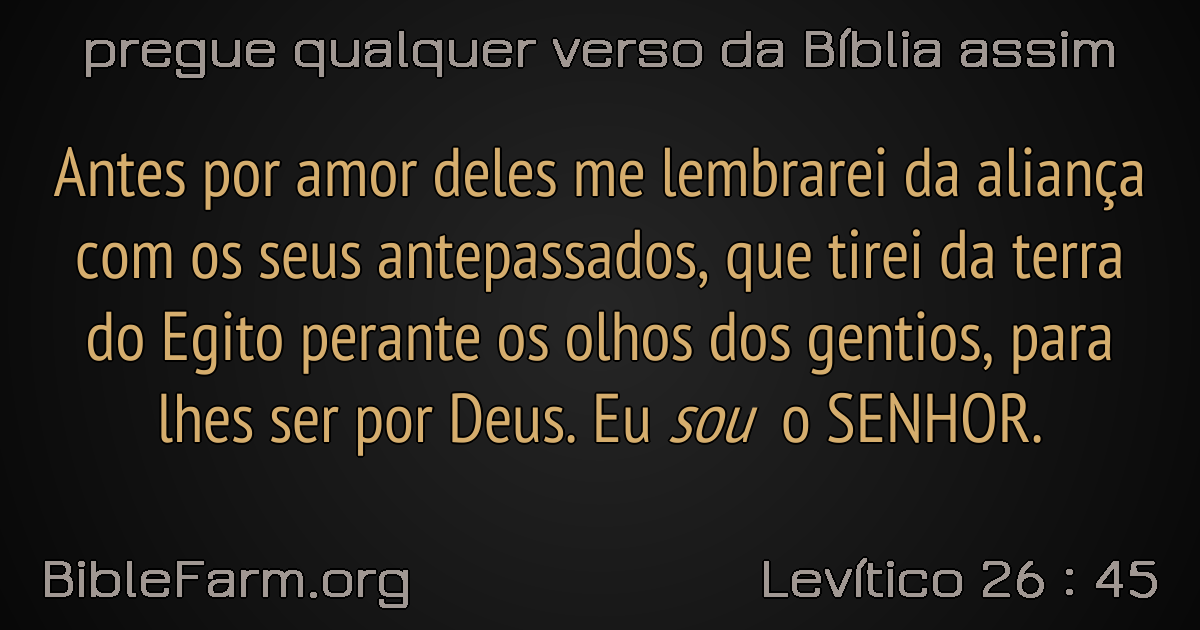 pregue qualquer verso da Bíblia assim
Antes por amor deles me lembrarei da aliança
com os seus antepassados, que tirei da terra
do Egito perante os olhos dos gentios, para
lhes ser por Deus. Eu sou o SENHOR.
BibleFarm.org
Levítico 26 : 45